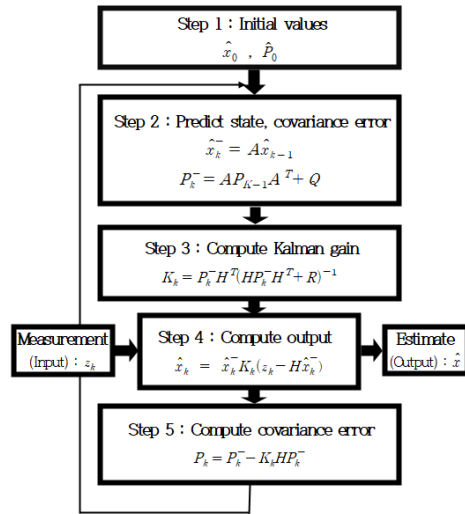 Step 1 : Initial values
x̂₀ , P̂₀
Step 2 : Predict state, covariance error
x̂ₖ⁻ = Ax̂ₖ₋₁
Pₖ⁻ = APK₋₁Aᵀ + Q
Step 3 : Compute Kalman gain
Kₖ = Pₖ⁻Hᵀ(HPₖ⁻Hᵀ + R)⁻¹
Measurement
(Input) : zₖ
Step 4 : Compute output
x̂ₖ = x̂ₖ⁻Kₖ(zₖ − Hx̂ₖ⁻)
Estimate
(Output) : x̂
Step 5 : Compute covariance error
Pₖ = Pₖ⁻ − KₖHPₖ⁻